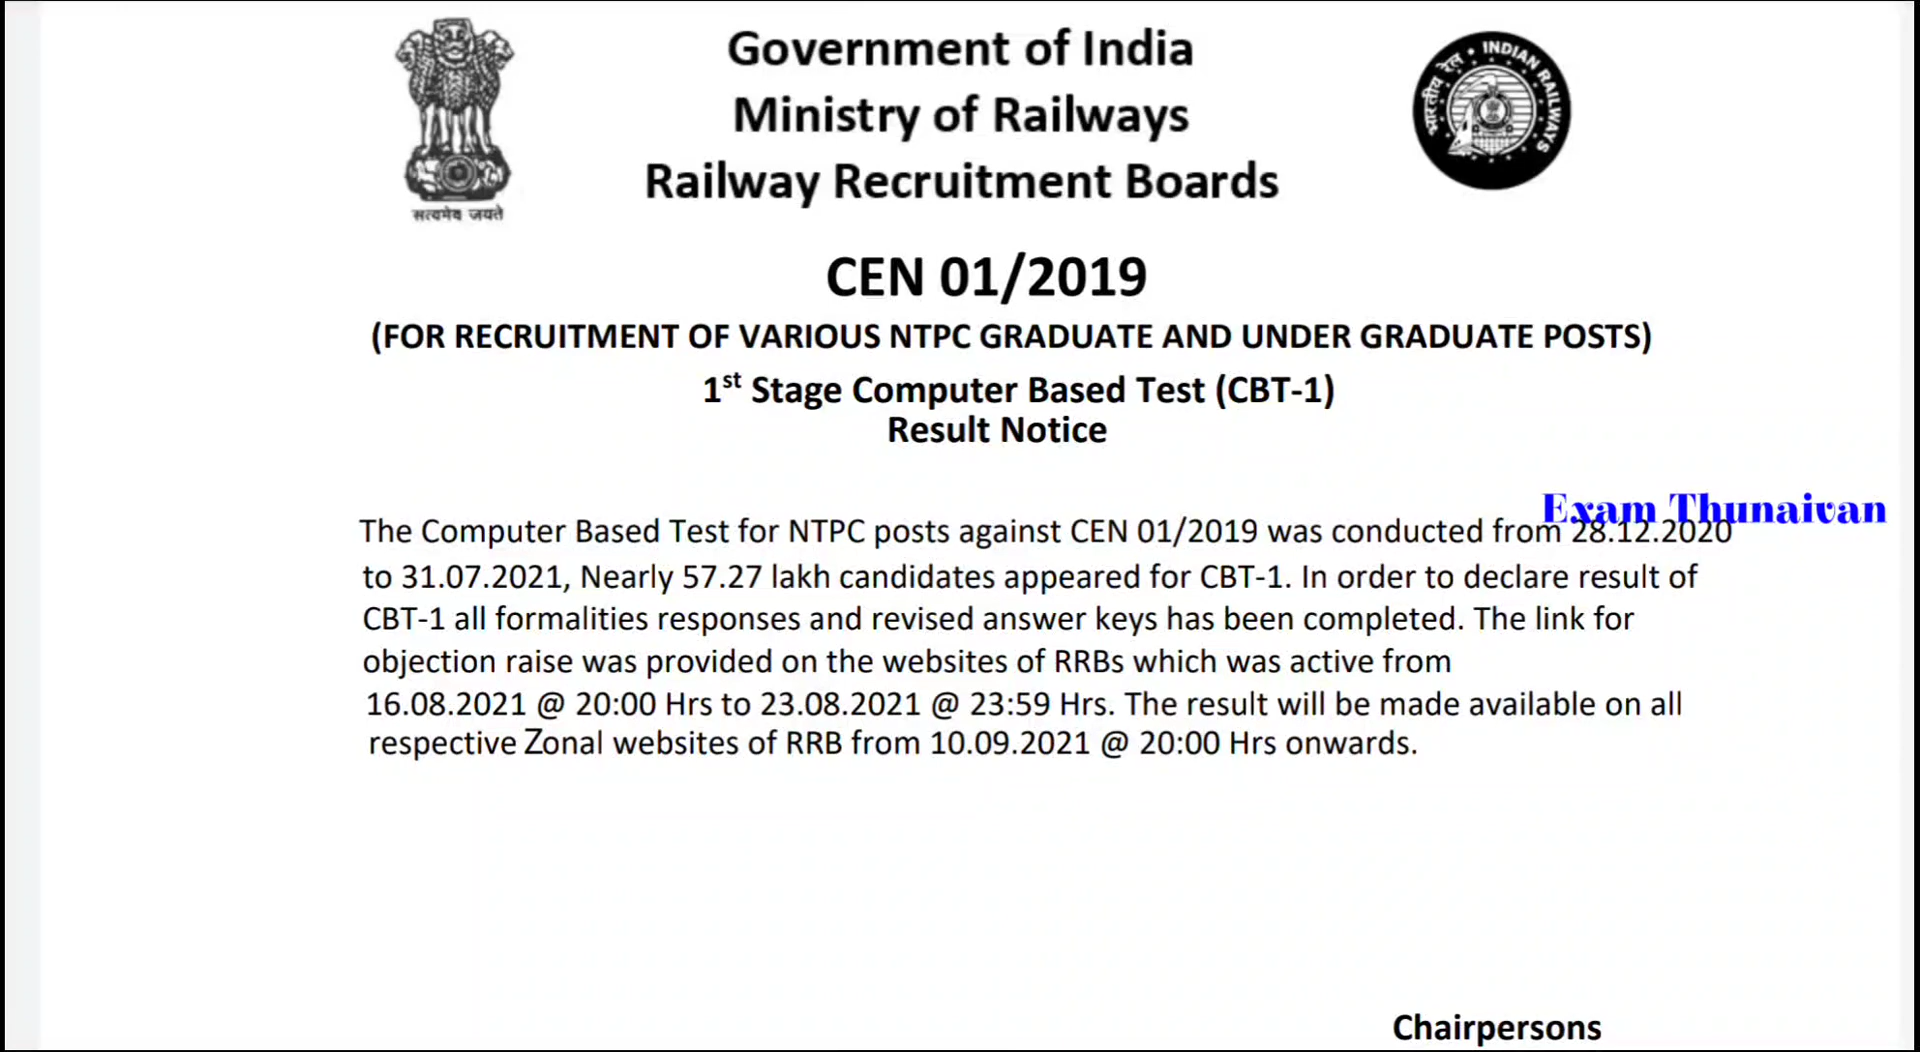 Government of India
Ministry of Railways
Railway Recruitment Boards
सत्यमेव जयते
भारतीय रेल • INDIAN RAILWAYS
CEN 01/2019
(FOR RECRUITMENT OF VARIOUS NTPC GRADUATE AND UNDER GRADUATE POSTS)
1st Stage Computer Based Test (CBT-1)
Result Notice
Exam Thunaivan
The Computer Based Test for NTPC posts against CEN 01/2019 was conducted from 28.12.2020
to 31.07.2021, Nearly 57.27 lakh candidates appeared for CBT-1. In order to declare result of
CBT-1 all formalities responses and revised answer keys has been completed. The link for
objection raise was provided on the websites of RRBs which was active from
16.08.2021 @ 20:00 Hrs to 23.08.2021 @ 23:59 Hrs. The result will be made available on all
respective Zonal websites of RRB from 10.09.2021 @ 20:00 Hrs onwards.
Chairpersons